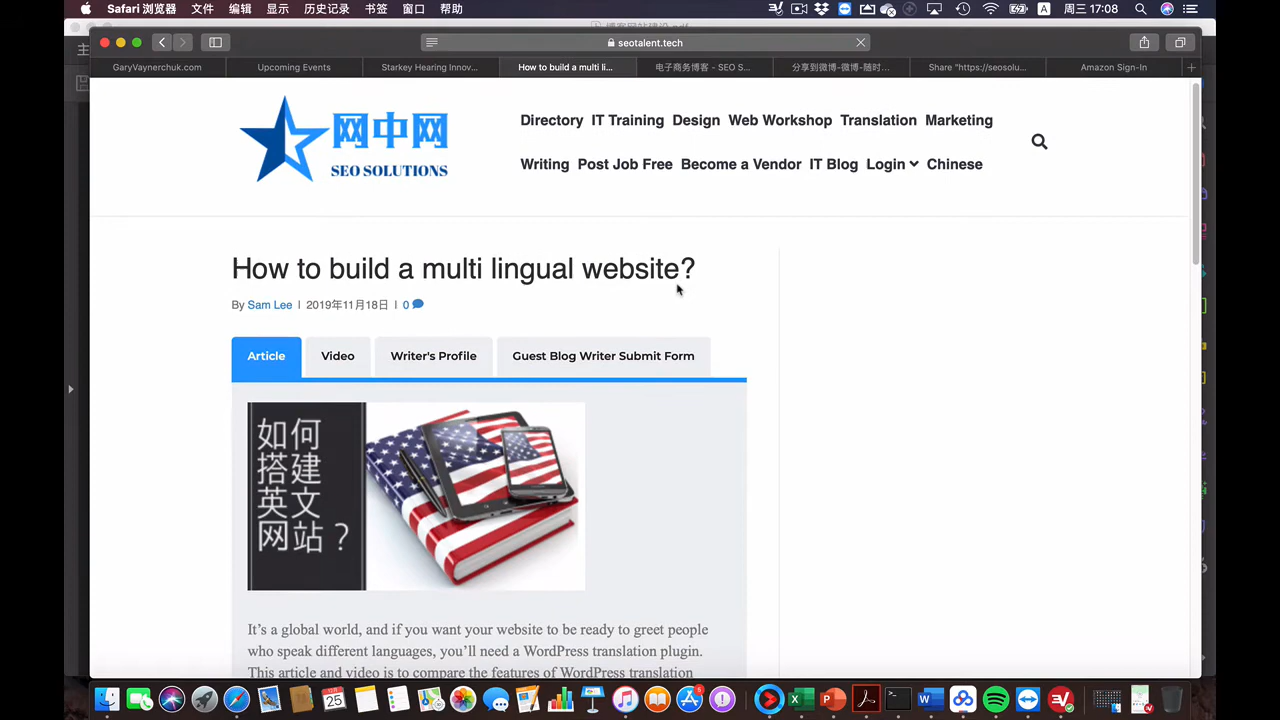 Safari 浏览器 文件 编辑 显示 历史记录 书签 窗口 帮助 周三 17:08
博客网站建设.pdf
seotalent.tech
GaryVaynerchuk.com Upcoming Events Starkey Hearing Innov... How to build a multi li... 电子商务博客 - SEO S... 分享到微博-微博-随时... Share "https://seosolu... Amazon Sign-In
网中网
SEO SOLUTIONS
Directory IT Training Design Web Workshop Translation Marketing
Writing Post Job Free Become a Vendor IT Blog Login Chinese
How to build a multi lingual website?
By Sam Lee | 2019年11月18日 | 0
Article Video Writer's Profile Guest Blog Writer Submit Form
如何
搭建
英文
网站？
It's a global world, and if you want your website to be ready to greet people
who speak different languages, you'll need a WordPress translation plugin.
This article and video is to compare the features of WordPress translation